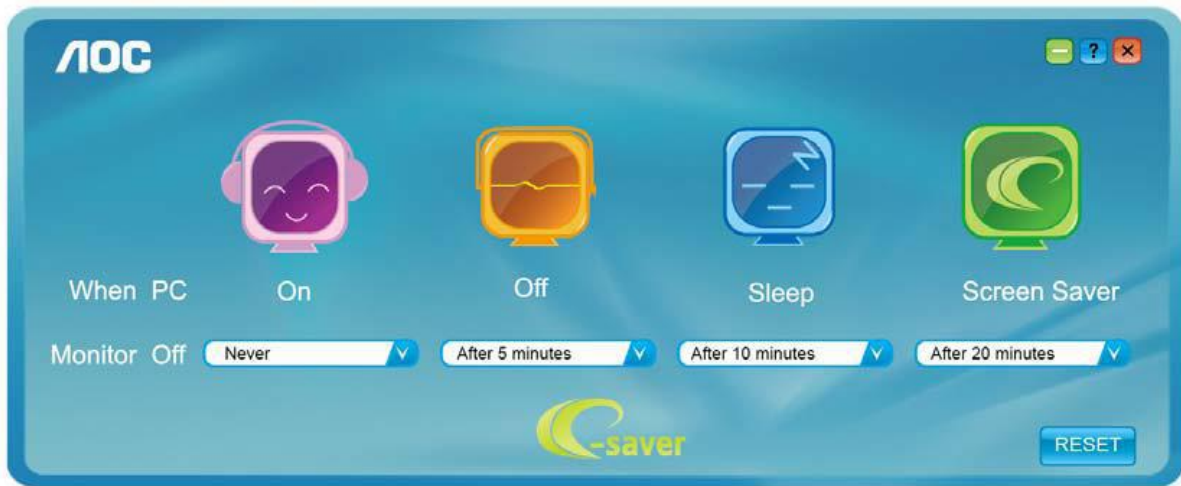 AOC
?
When PC On Off Sleep Screen Saver
Monitor Off Never After 5 minutes After 10 minutes After 20 minutes
e-saver
RESET